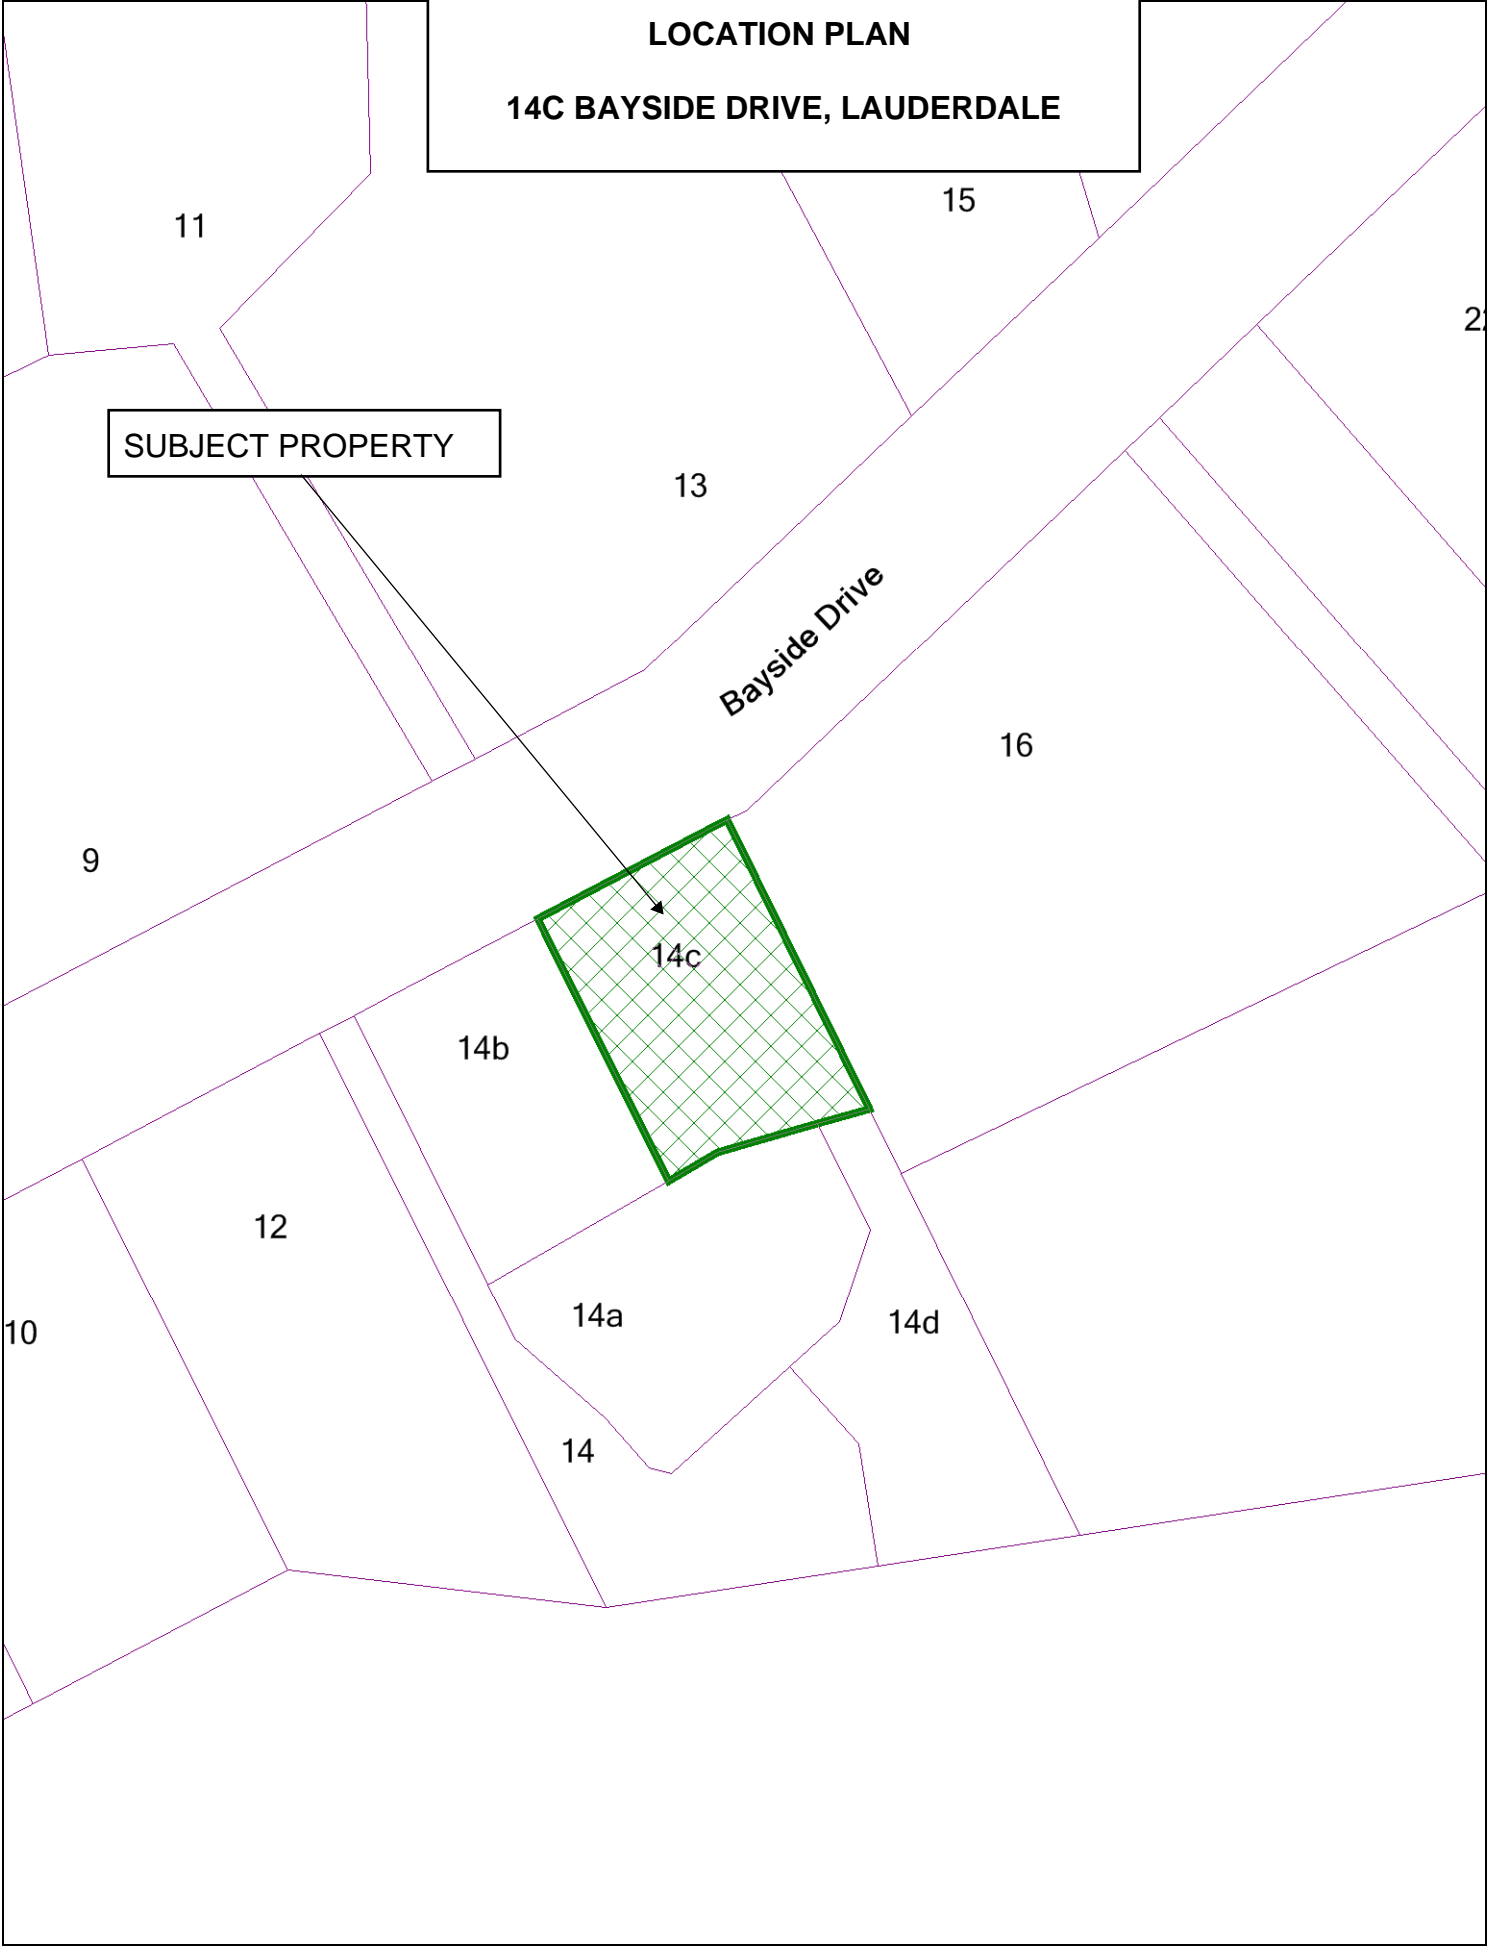 LOCATION PLAN
14C BAYSIDE DRIVE, LAUDERDALE
15
11
SUBJECT PROPERTY
13
Bayside Drive
16
9
14c
14b
12
10
14a
14d
14